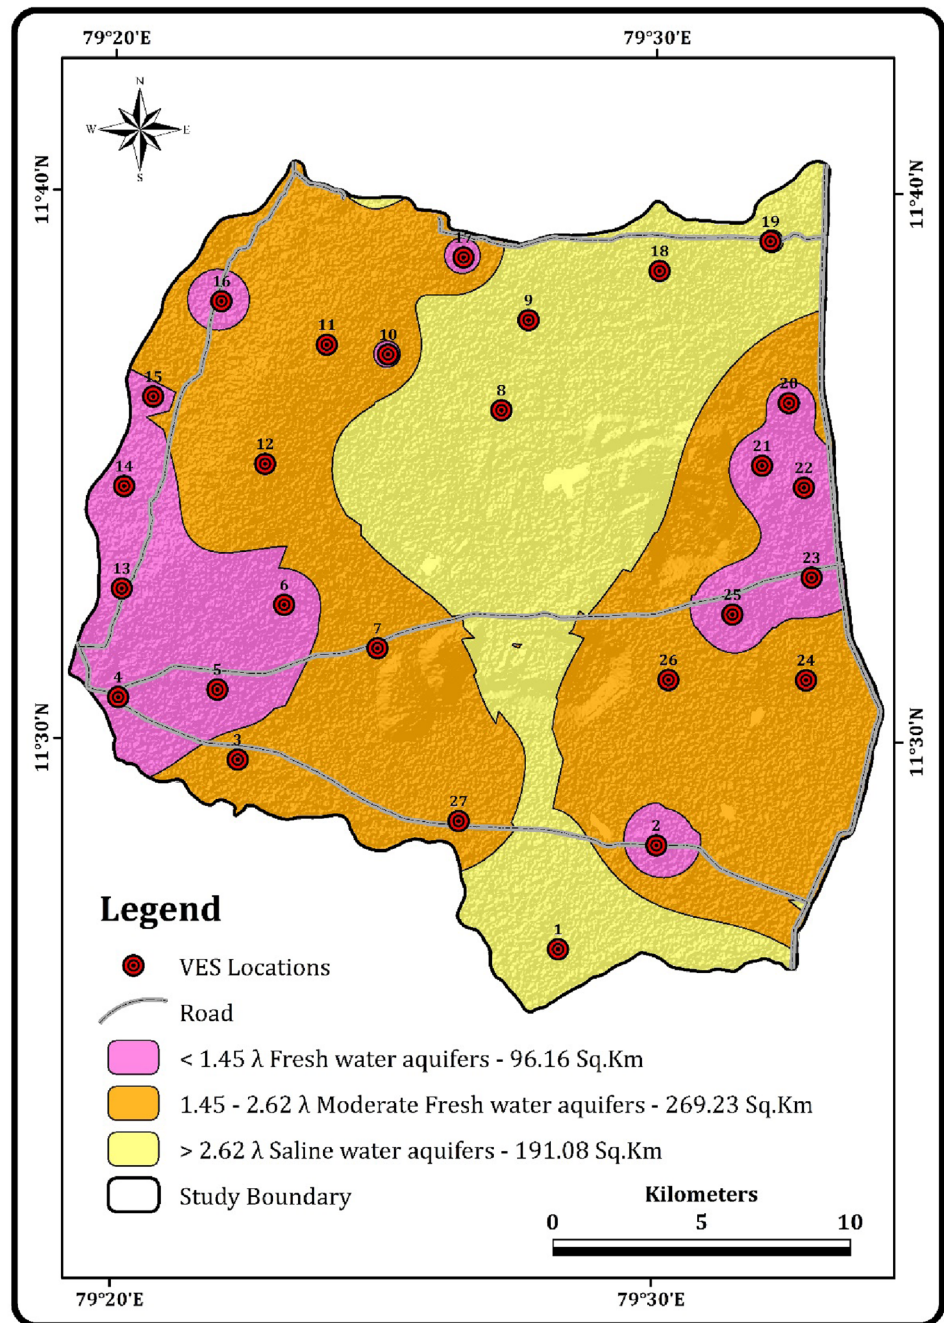 79°20'E 79°30'E
N
W E
S
11°40'N 11°40'N
19
17
18
16
9
11
10
15
20
8
12
21
14
22
23
13
6
25
7
26
24
5
4
11°30'N 11°30'N
3
27
2
Legend
1
VES Locations
Road
< 1.45 λ Fresh water aquifers - 96.16 Sq.Km
1.45 - 2.62 λ Moderate Fresh water aquifers - 269.23 Sq.Km
> 2.62 λ Saline water aquifers - 191.08 Sq.Km
Study Boundary
Kilometers
0 5 10
79°20'E 79°30'E